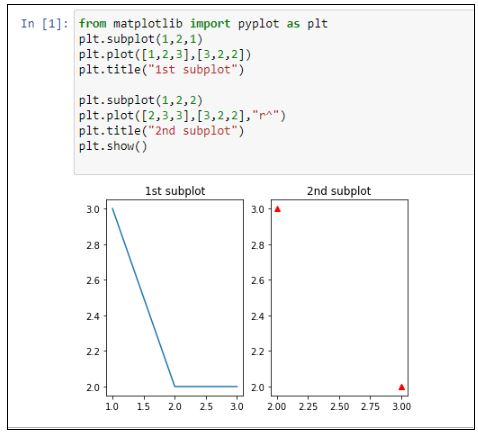 In [1]: from matplotlib import pyplot as plt
plt.subplot(1,2,1)
plt.plot([1,2,3],[3,2,2])
plt.title("1st subplot")
plt.subplot(1,2,2)
plt.plot([2,3,3],[3,2,2],"r^")
plt.title("2nd subplot")
plt.show()
1st subplot
3.0
2.8
2.6
2.4
2.2
2.0
1.0 1.5 2.0 2.5 3.0
2nd subplot
3.0
2.8
2.6
2.4
2.2
2.0
2.00 2.25 2.50 2.75 3.00